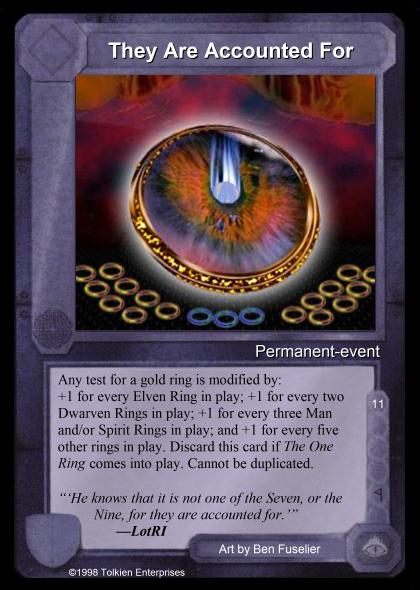 They Are Accounted For
Permanent-event
Any test for a gold ring is modified by:
+1 for every Elven Ring in play; +1 for every two
Dwarven Rings in play; +1 for every three Man
and/or Spirit Rings in play; and +1 for every five
other rings in play. Discard this card if The One
Ring comes into play. Cannot be duplicated.
11
“‘He knows that it is not one of the Seven, or the
Nine, for they are accounted for.’”
—LotRI
Art by Ben Fuselier
©1998 Tolkien Enterprises